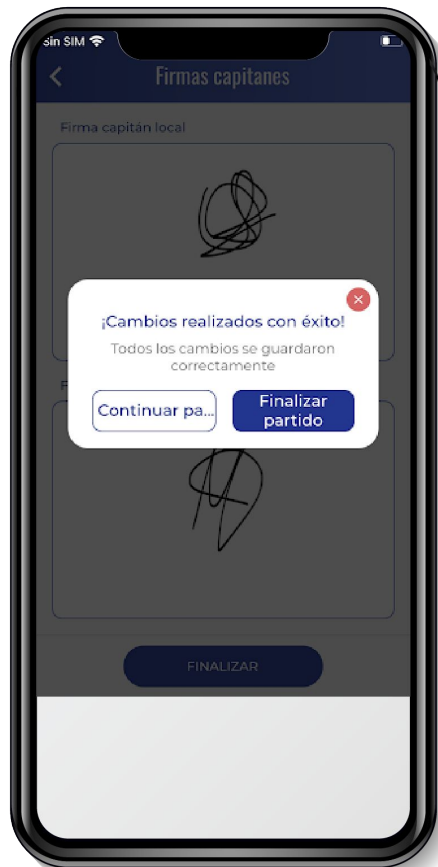 Sin SIM
Firmas capitanes
Firma capitán local
¡Cambios realizados con éxito!
Todos los cambios se guardaron
correctamente
F
Continuar pa...
Finalizar
partido
FINALIZAR